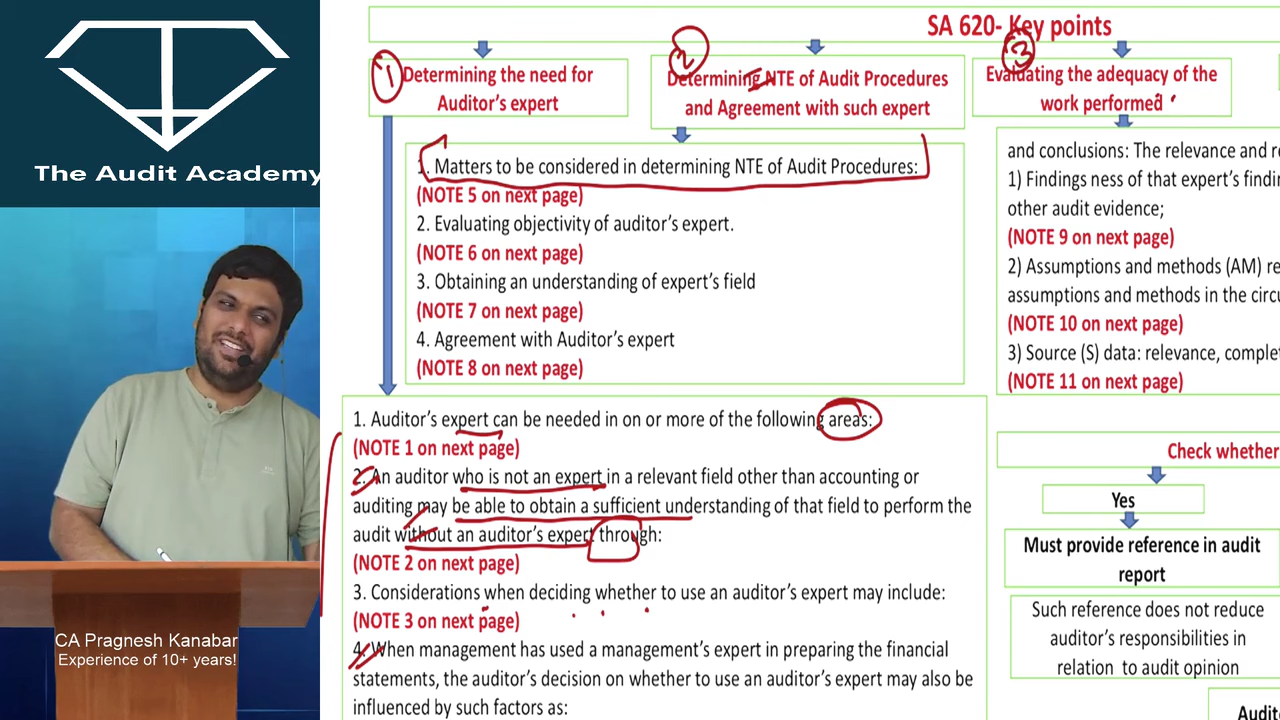 The Audit Academy
CA Pragnesh Kanabar
Experience of 10+ years!
SA 620- Key points
1
Determining the need for
Auditor's expert
2
Determining NTE of Audit Procedures
and Agreement with such expert
3
Evaluating the adequacy of the
work performed
1. Matters to be considered in determining NTE of Audit Procedures:
(NOTE 5 on next page)
2. Evaluating objectivity of auditor's expert.
(NOTE 6 on next page)
3. Obtaining an understanding of expert's field
(NOTE 7 on next page)
4. Agreement with Auditor's expert
(NOTE 8 on next page)
and conclusions: The relevance and re
1) Findings ness of that expert's findin
other audit evidence;
(NOTE 9 on next page)
2) Assumptions and methods (AM) re
assumptions and methods in the circu
(NOTE 10 on next page)
3) Source (S) data: relevance, complet
(NOTE 11 on next page)
1. Auditor's expert can be needed in on or more of the following areas:
(NOTE 1 on next page)
2. An auditor who is not an expert in a relevant field other than accounting or
auditing may be able to obtain a sufficient understanding of that field to perform the
audit without an auditor's expert through:
(NOTE 2 on next page)
3. Considerations when deciding whether to use an auditor's expert may include:
(NOTE 3 on next page)
4. When management has used a management's expert in preparing the financial
statements, the auditor's decision on whether to use an auditor's expert may also be
influenced by such factors as:
Check whether
Yes
Must provide reference in audit
report
Such reference does not reduce
auditor's responsibilities in
relation to audit opinion
Audito